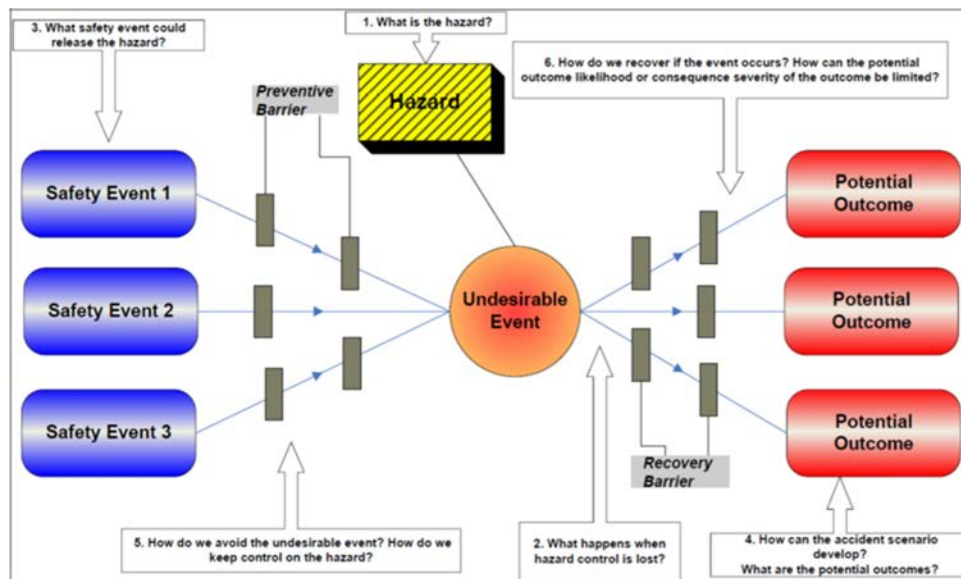 3. What safety event could
release the hazard?
1. What is the hazard?
6. How do we recover if the event occurs? How can the potential
outcome likelihood or consequence severity of the outcome be limited?
Preventive
Barrier
Hazard
Safety Event 1
Potential
Outcome
Safety Event 2
Undesirable
Event
Potential
Outcome
Safety Event 3
Potential
Outcome
Recovery
Barrier
5. How do we avoid the undesirable event? How do we
keep control on the hazard?
2. What happens when
hazard control is lost?
4. How can the accident scenario
develop?
What are the potential outcomes?